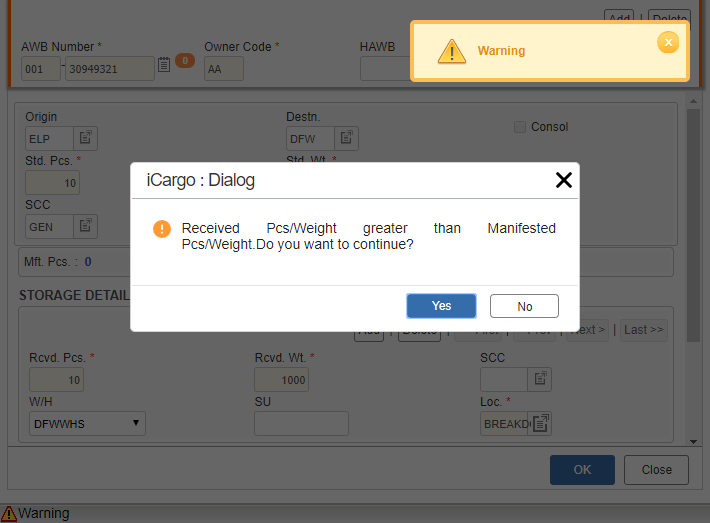 Add | Delete
Warning
AWB Number * Owner Code * HAWB
001 - 30949321 0 AA
Origin Destn.
ELP DFW Consol
Std. Pcs. * Std. Wt. *
10
SCC
GEN
iCargo : Dialog
Received Pcs/Weight greater than Manifested
Pcs/Weight.Do you want to continue?
Yes No
Mft. Pcs. : 0
STORAGE DETAIL
Add | Delete | << First | < Prev | Next > | Last >>
Rcvd. Pcs. * Rcvd. Wt. * SCC
10 1000
W/H SU Loc. *
DFWWHS BREAKD
OK Close
Warning